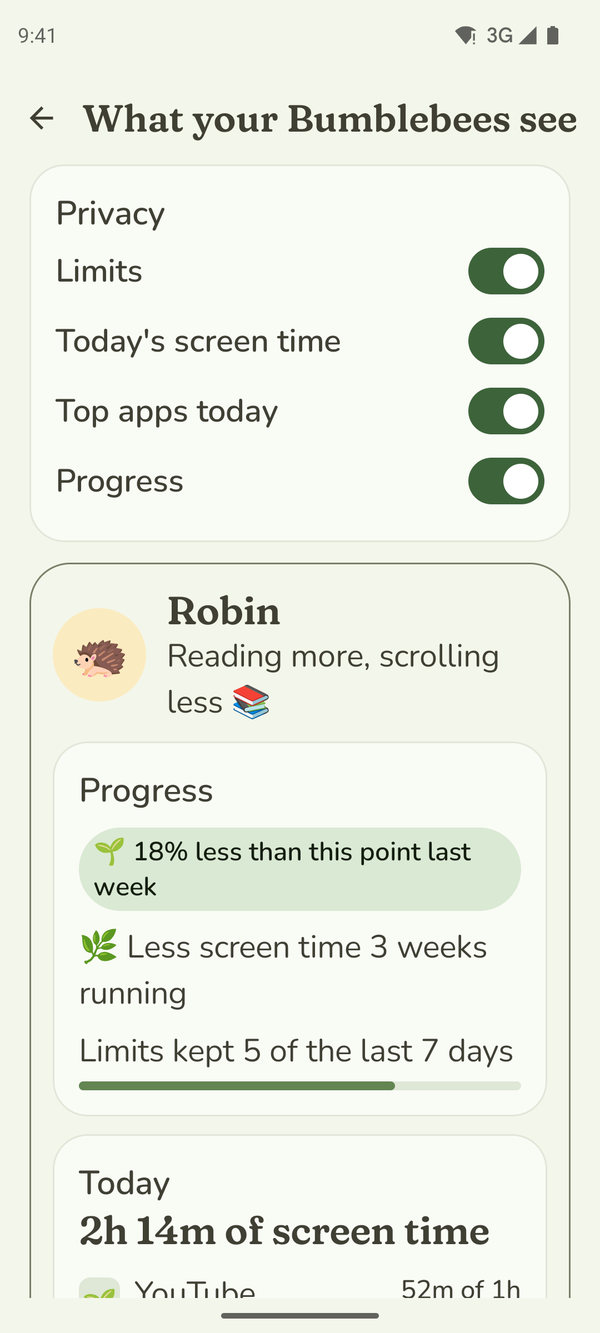 9:41
3G
What your Bumblebees see
Privacy
Limits
Today's screen time
Top apps today
Progress
Robin
Reading more, scrolling
less 📚
Progress
🌱 18% less than this point last
week
🌿 Less screen time 3 weeks
running
Limits kept 5 of the last 7 days
Today
2h 14m of screen time
YouTube 52m of 1h